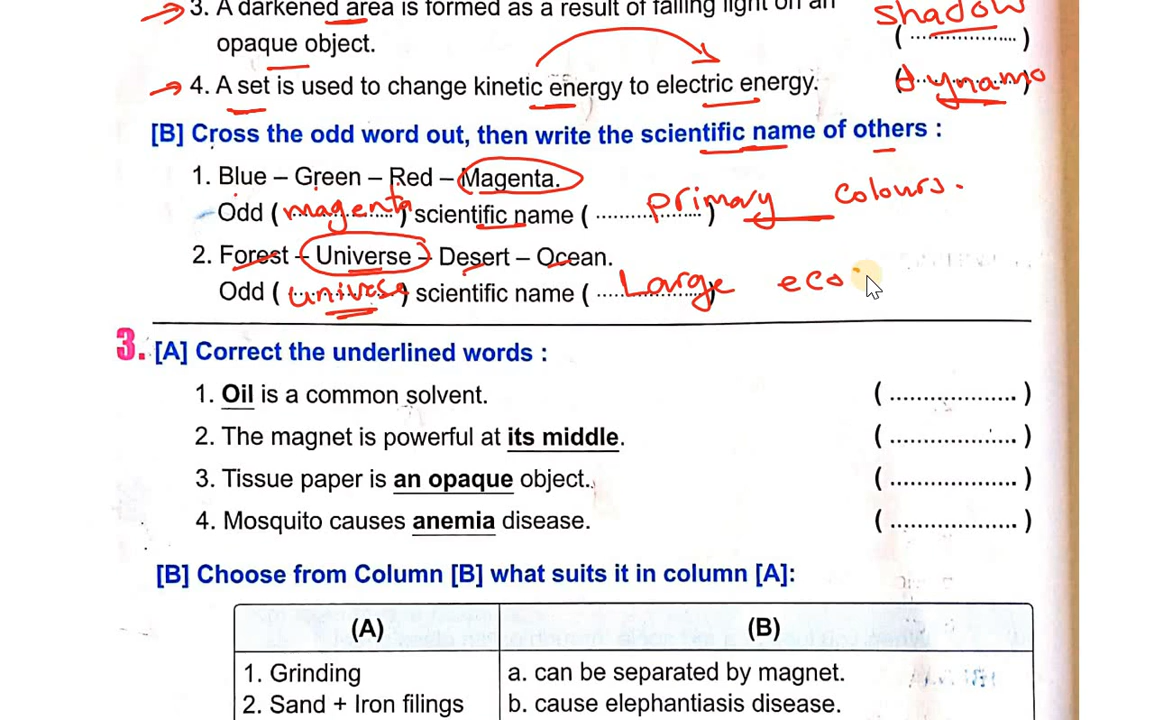 3. A darkened area is formed as a result of falling light on an
opaque object. (....................) shadow
4. A set is used to change kinetic energy to electric energy. (....................) dynamo
[B] Cross the odd word out, then write the scientific name of others :
1. Blue – Green – Red – Magenta.
Odd (magenta) scientific name (....................) primary colours.
2. Forest – Universe – Desert – Ocean.
Odd (univese) scientific name (....................) Large eco
3. [A] Correct the underlined words :
1. Oil is a common solvent. (....................)
2. The magnet is powerful at its middle. (....................)
3. Tissue paper is an opaque object. (....................)
4. Mosquito causes anemia disease. (....................)
[B] Choose from Column [B] what suits it in column [A]:
(A) (B)
1. Grinding a. can be separated by magnet.
2. Sand + Iron filings b. cause elephantiasis disease.